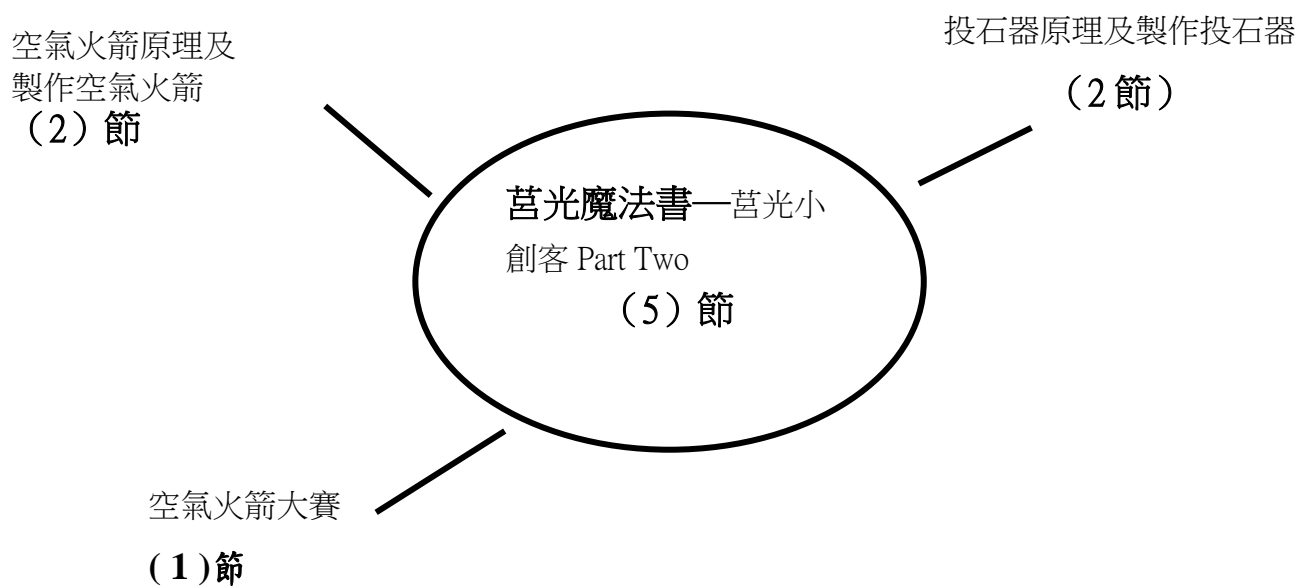 空氣火箭原理及
製作空氣火箭
（2）節
投石器原理及製作投石器
（2節）
莒光魔法書—莒光小
創客 Part Two
（5）節
空氣火箭大賽
( 1 )節